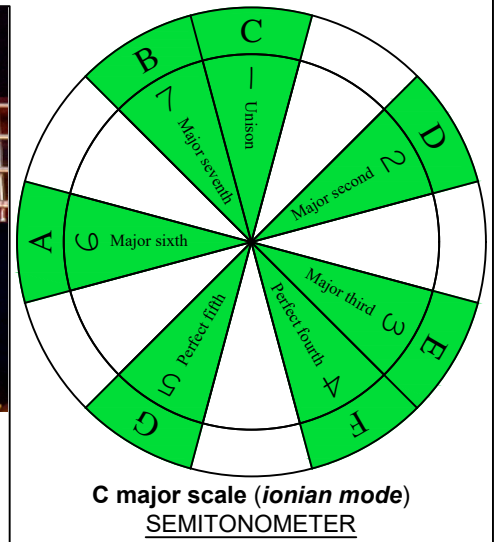 C
1 Unison
D
2 Major second
E
3 Major third
F
4 Perfect fourth
G
5 Perfect fifth
A
6 Major sixth
B
7 Major seventh
C major scale (ionian mode)
SEMITONOMETER